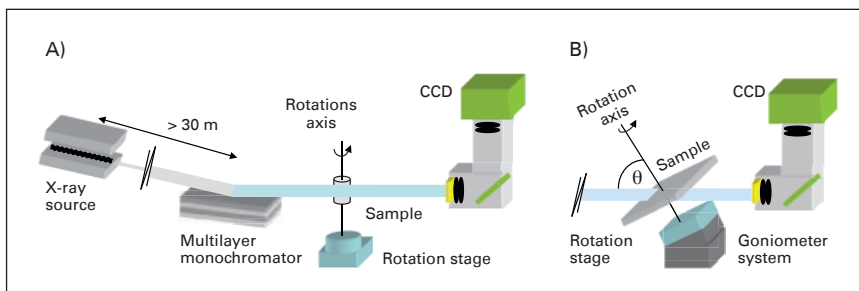 A)
> 30 m
X-ray
source
Multilayer
monochromator
Rotations
axis
Sample
Rotation stage
CCD
B)
Rotation
axis
Sample
θ
CCD
Rotation
stage
Goniometer
system